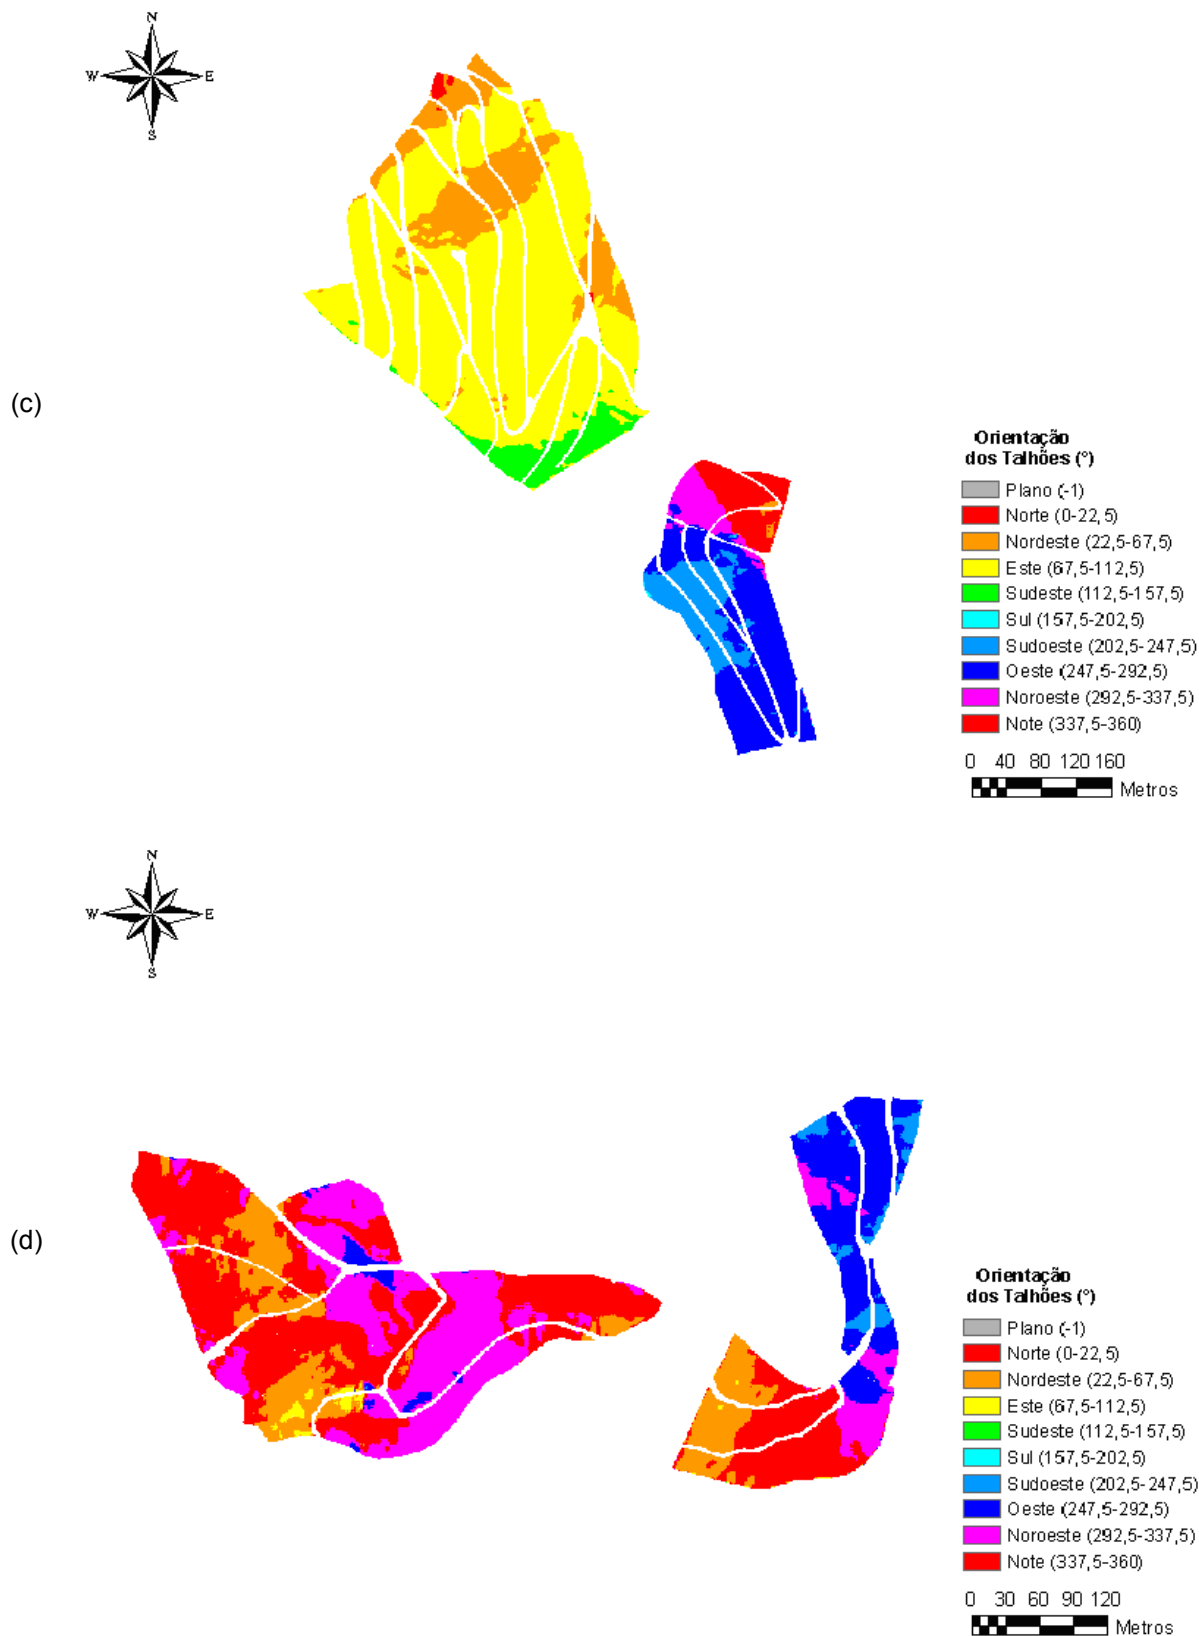 N
W E
S
(c)
Orientação
dos Talhões (°)
Plano (-1)
Norte (0-22,5)
Nordeste (22,5-67,5)
Este (67,5-112,5)
Sudeste (112,5-157,5)
Sul (157,5-202,5)
Sudoeste (202,5-247,5)
Oeste (247,5-292,5)
Noroeste (292,5-337,5)
Note (337,5-360)
0 40 80 120 160
Metros
N
W E
S
(d)
Orientação
dos Talhões (°)
Plano (-1)
Norte (0-22,5)
Nordeste (22,5-67,5)
Este (67,5-112,5)
Sudeste (112,5-157,5)
Sul (157,5-202,5)
Sudoeste (202,5-247,5)
Oeste (247,5-292,5)
Noroeste (292,5-337,5)
Note (337,5-360)
0 30 60 90 120
Metros